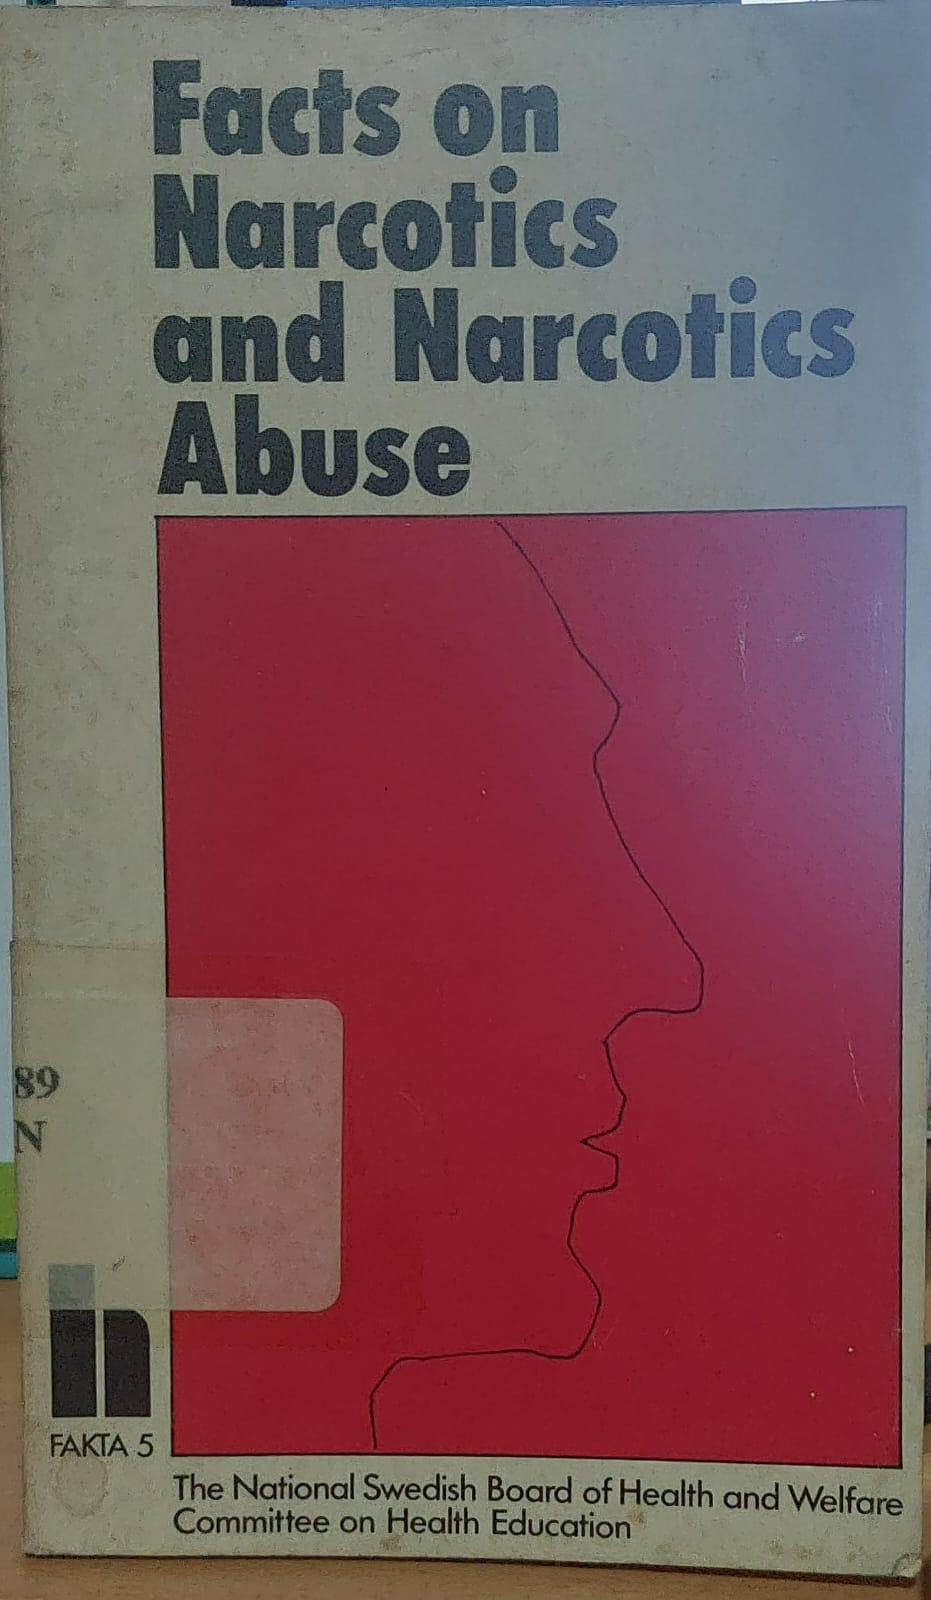 Facts on
Narcotics
and Narcotics
Abuse
89
N
FAKTA 5
The National Swedish Board of Health and Welfare
Committee on Health Education